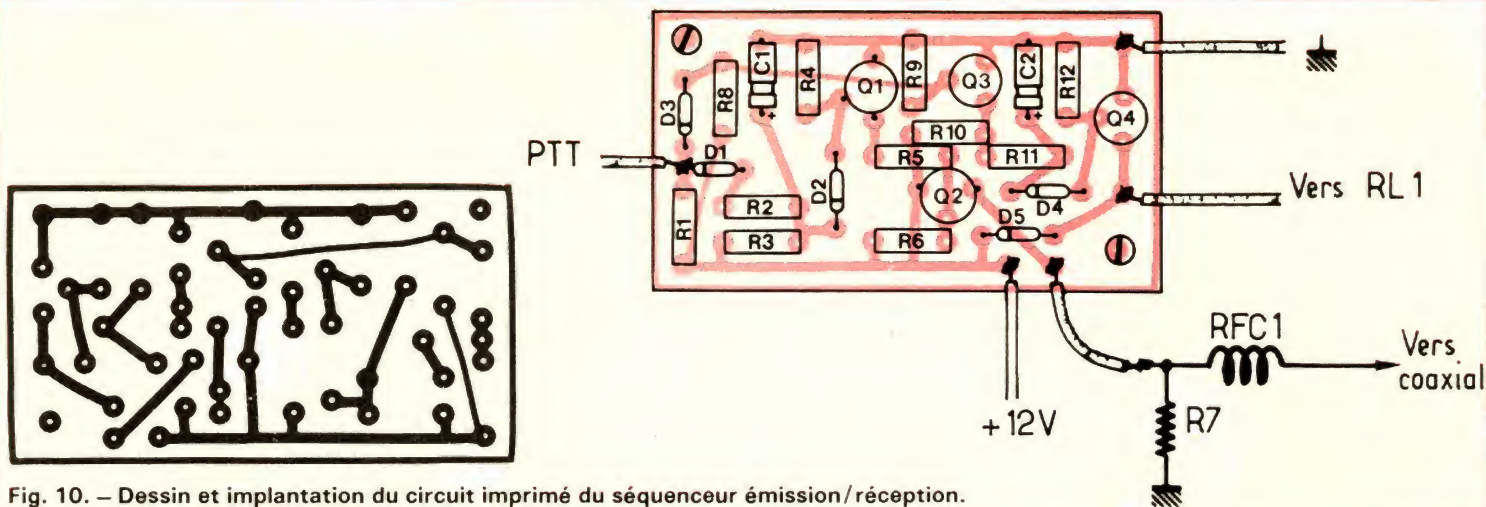 C1
R4
Q1
R9
Q3
C2
R12
Q4
D3
R8
+
+
R10
PTT
D1
R5
R11
D2
Q2
D4
Vers RL1
R1
R2
R3
R6
D5
+12V
RFC1
Vers
coaxial
R7
Fig. 10. — Dessin et implantation du circuit imprimé du séquenceur émission/réception.